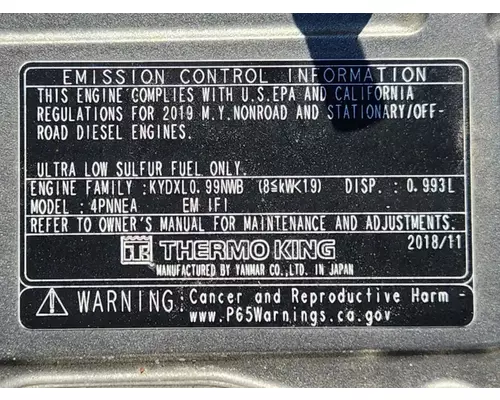 EMISSION CONTROL INFORMATION
THIS ENGINE COMPLIES WITH U.S.EPA AND CALIFORNIA
REGULATIONS FOR 2019 M.Y.NONROAD AND STATIONARY/OFF-
ROAD DIESEL ENGINES.
ULTRA LOW SULFUR FUEL ONLY.
ENGINE FAMILY :KYDXL0.99NWB (8≦kW<19) DISP. : 0.993L
MODEL : 4PNNEA EM IFI
REFER TO OWNER'S MANUAL FOR MAINTENANCE AND ADJUSTMENTS.
TK THERMO KING 2018/11
MANUFACTURED BY YANMAR CO.,LTD. IN JAPAN
WARNING: Cancer and Reproductive Harm -
www.P65Warnings.ca.gov